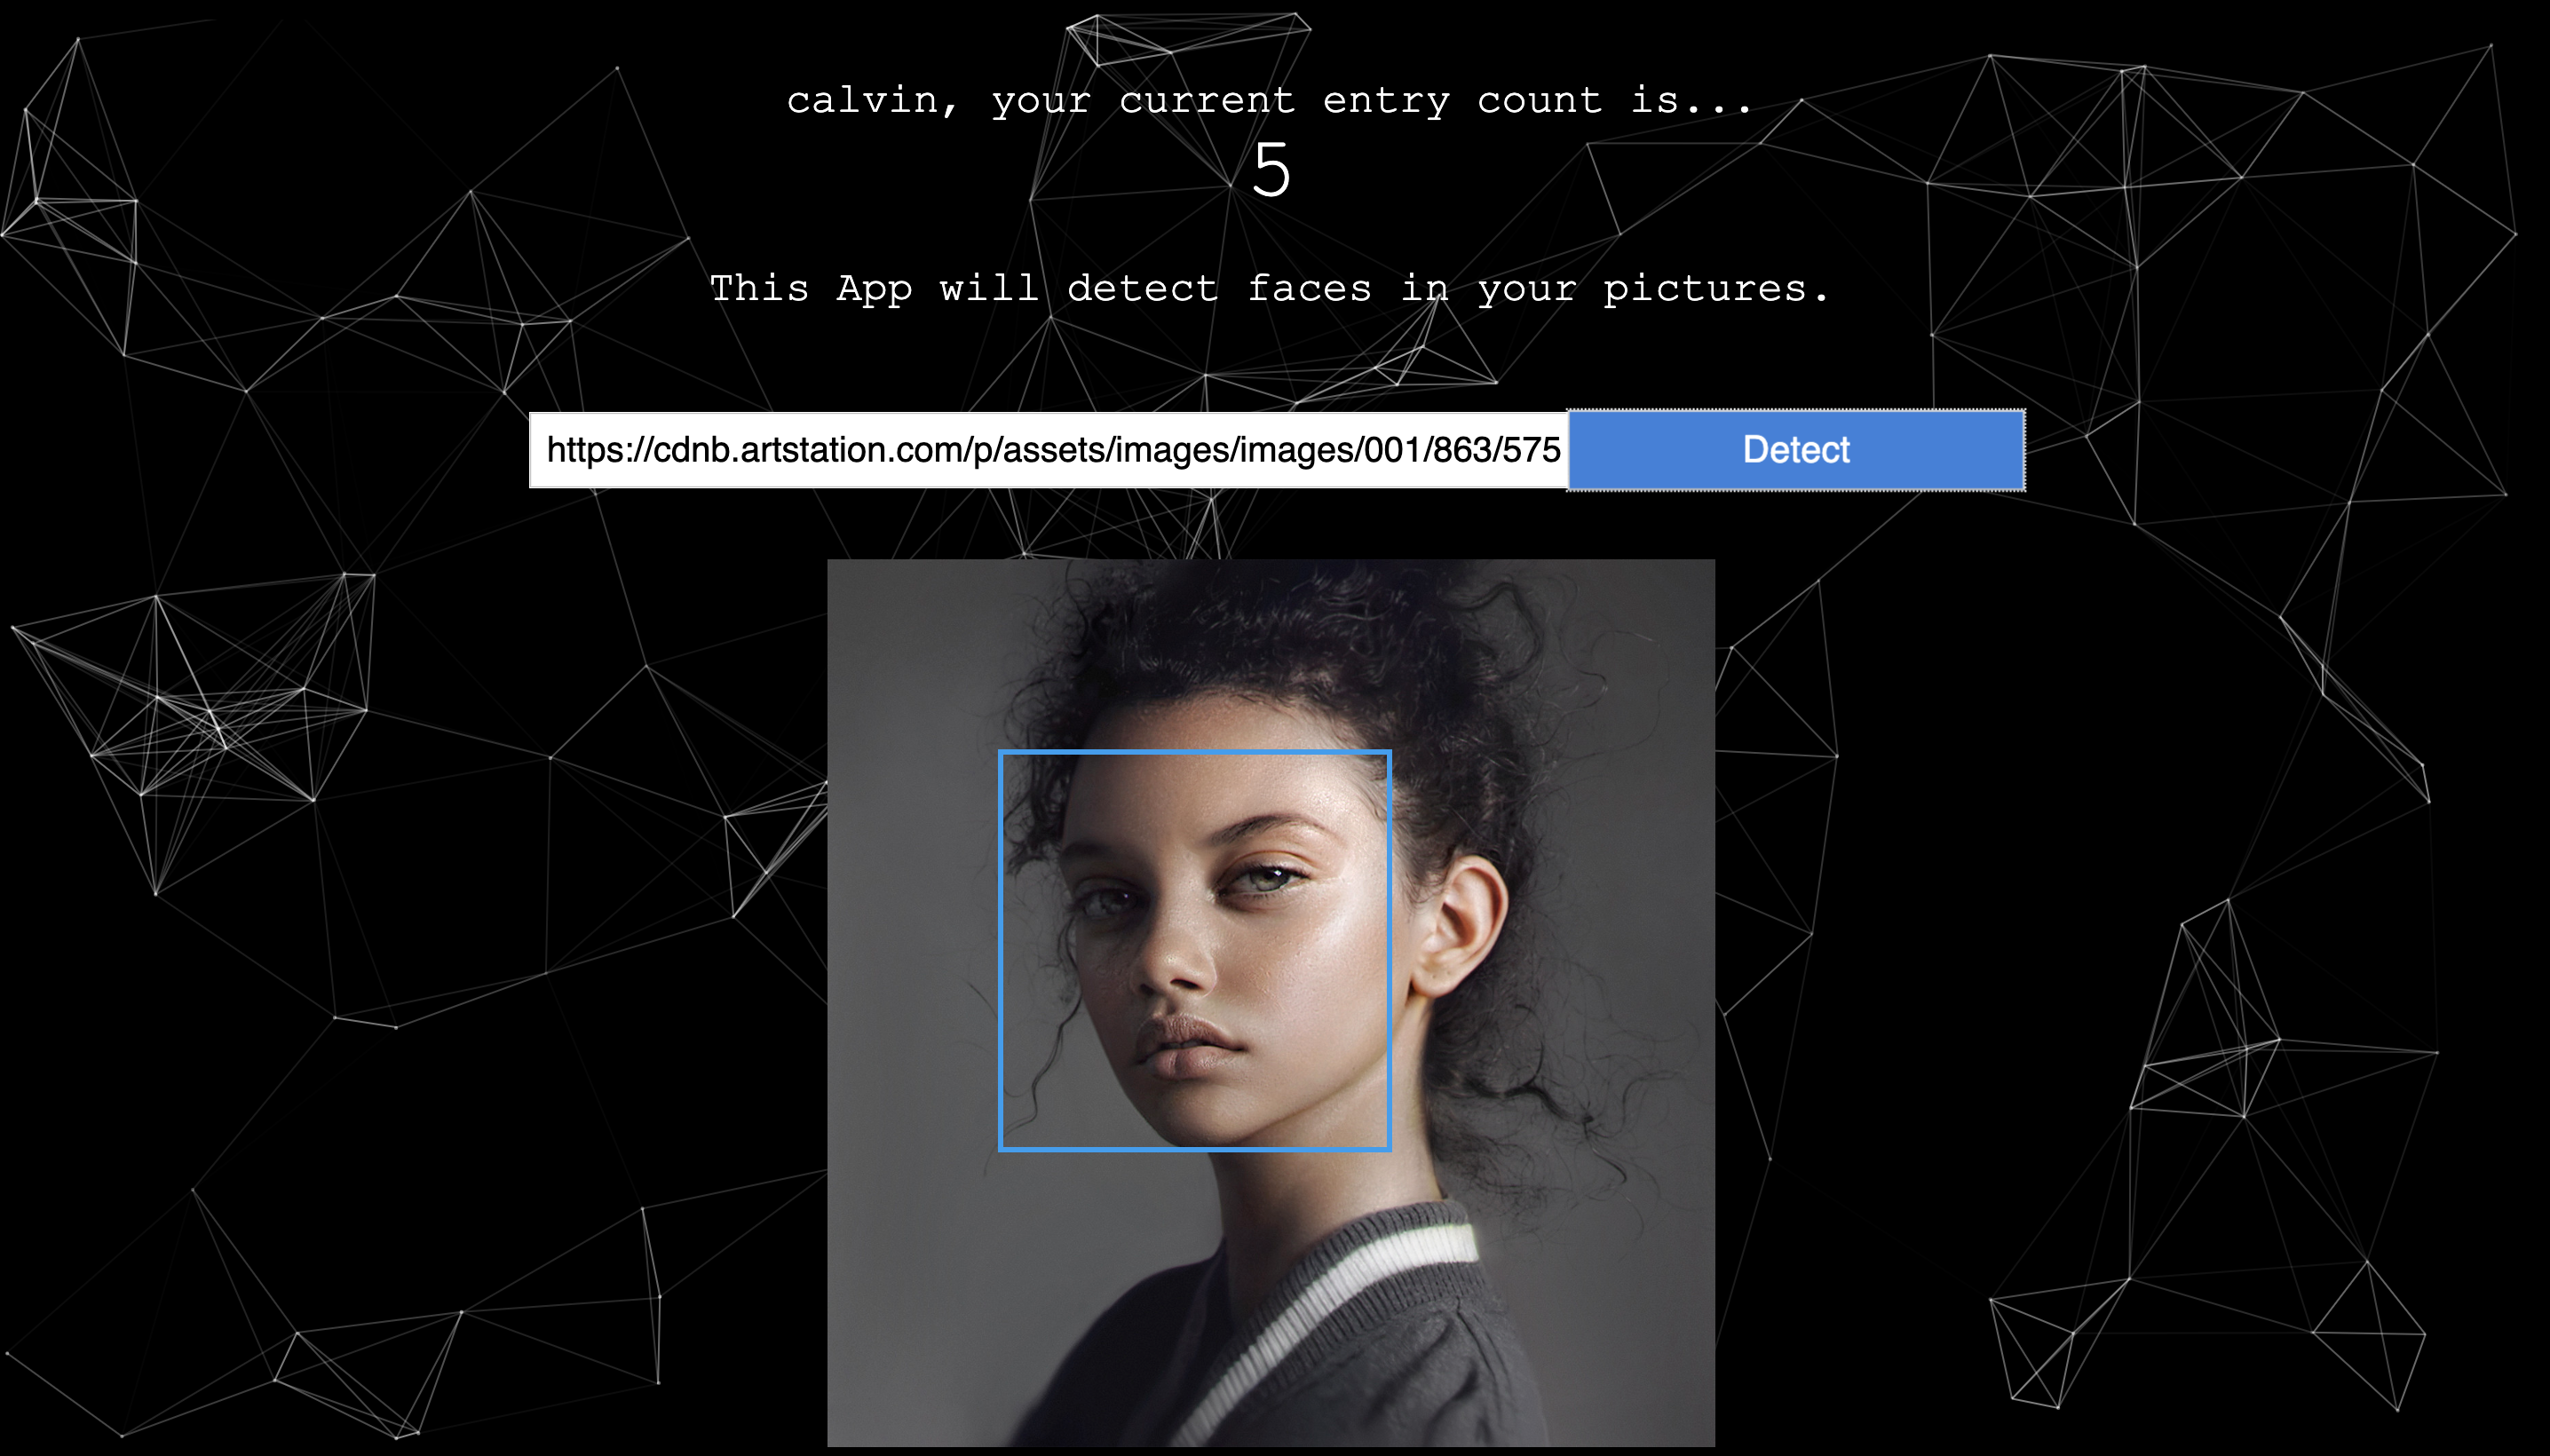 calvin, your current entry count is...
5
This App will detect faces in your pictures.
https://cdnb.artstation.com/p/assets/images/images/001/863/575
Detect